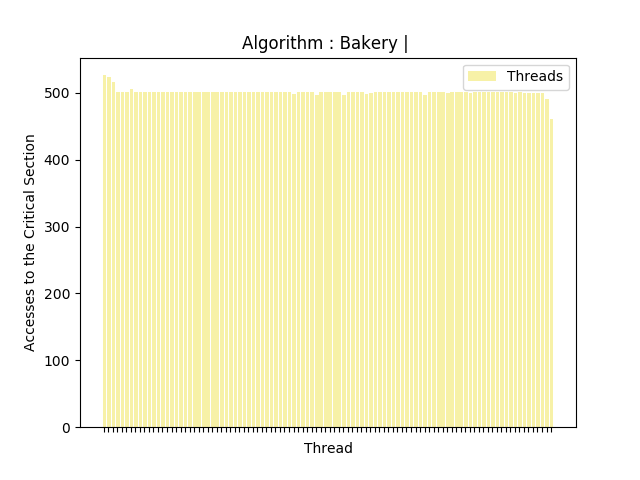 Algorithm : Bakery |
Threads
500
400
300
200
100
0
Accesses to the Critical Section
Thread